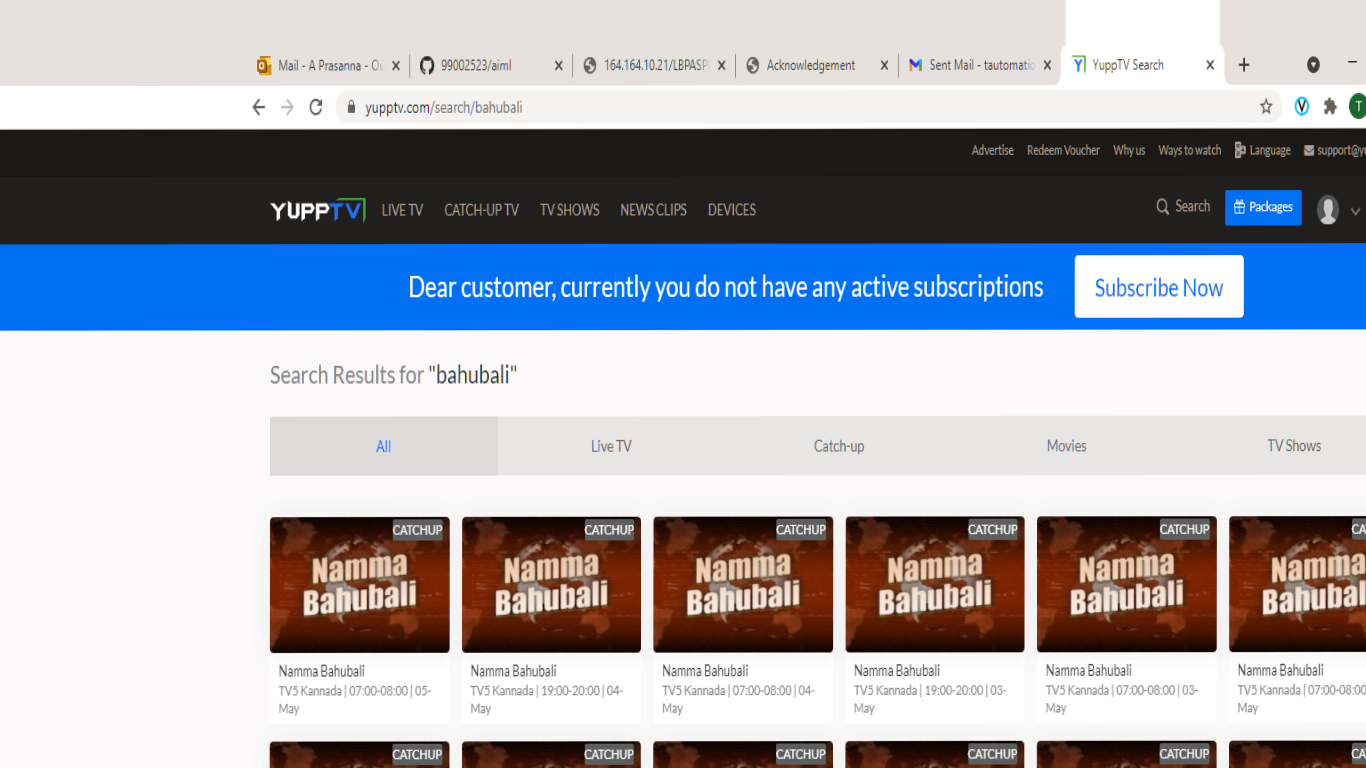 Mail - A Prasanna - Ou
99002523/aiml
164.164.10.21/LBPASP
Acknowledgement
Sent Mail - tautomatio
YuppTV Search
yupptv.com/search/bahubali
T
Advertise
Redeem Voucher
Why us
Ways to watch
Language
support@yu
YUPPTV
LIVE TV
CATCH-UP TV
TV SHOWS
NEWS CLIPS
DEVICES
Search
Packages
Dear customer, currently you do not have any active subscriptions
Subscribe Now
Search Results for "bahubali"
All
Live TV
Catch-up
Movies
TV Shows
CATCHUP
Namma
Bahubali
Namma Bahubali
TV5 Kannada | 07:00-08:00 | 05-
May
CATCHUP
Namma
Bahubali
Namma Bahubali
TV5 Kannada | 19:00-20:00 | 04-
May
CATCHUP
Namma
Bahubali
Namma Bahubali
TV5 Kannada | 07:00-08:00 | 04-
May
CATCHUP
Namma
Bahubali
Namma Bahubali
TV5 Kannada | 19:00-20:00 | 03-
May
CATCHUP
Namma
Bahubali
Namma Bahubali
TV5 Kannada | 07:00-08:00 | 03-
May
CA
Namma
Bahuba
Namma Bahubali
TV5 Kannada | 07:00-08:00
May
CATCHUP
CATCHUP
CATCHUP
CATCHUP
CATCHUP
CA